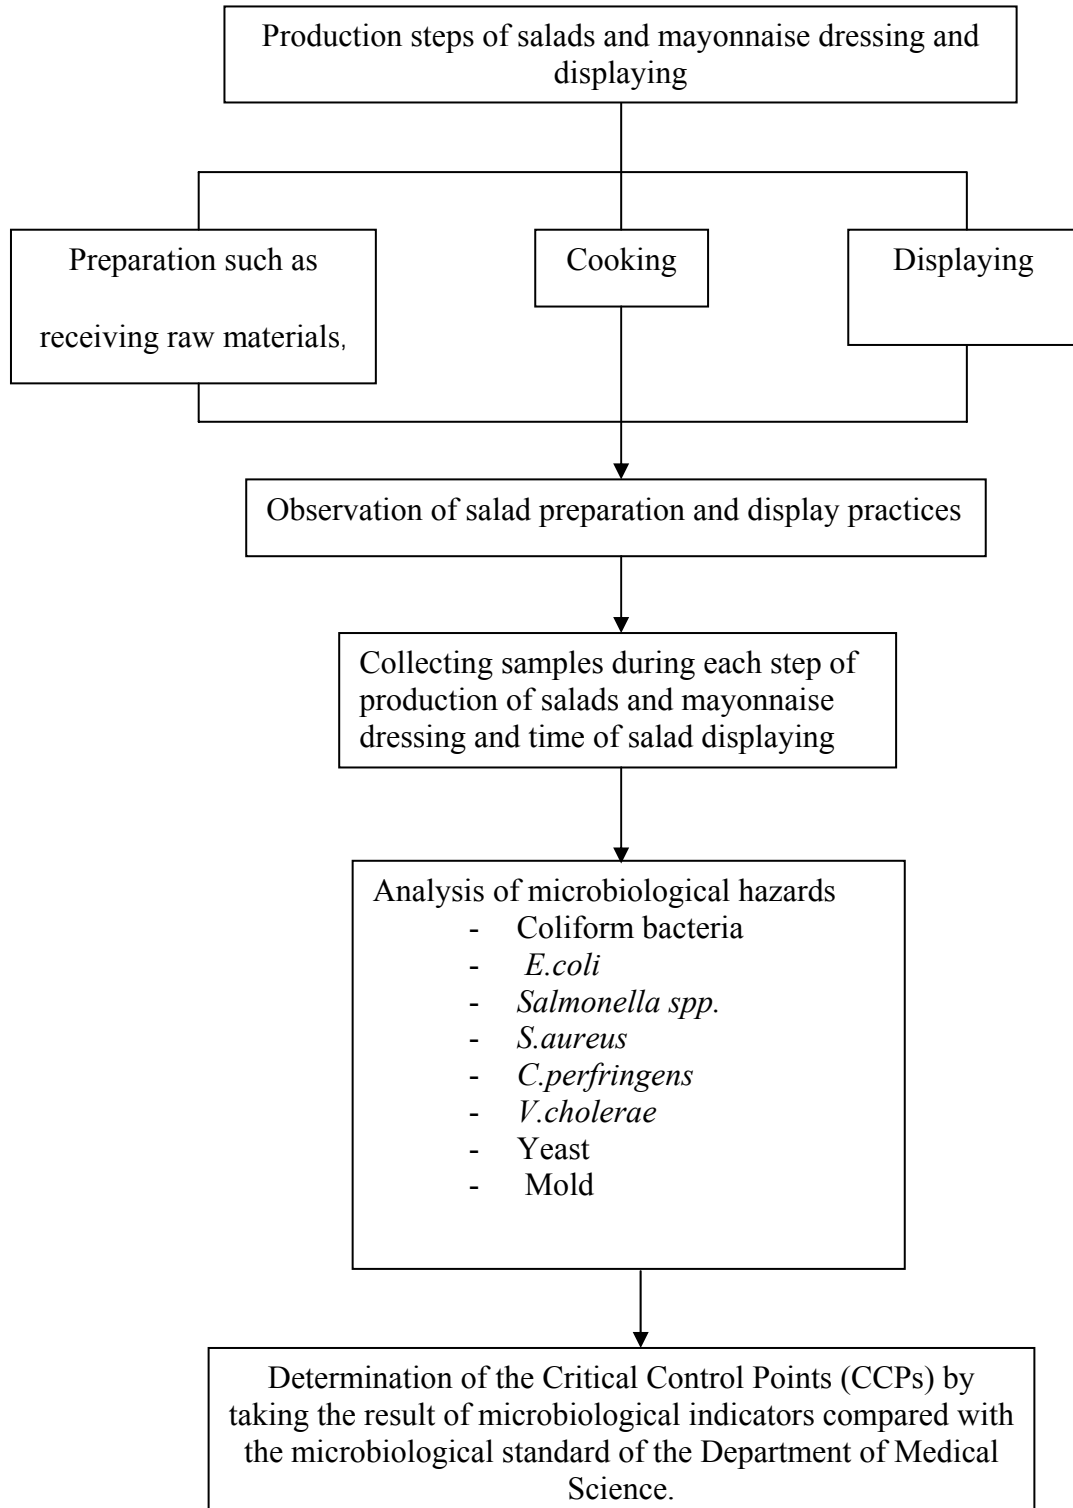 Production steps of salads and mayonnaise dressing and
displaying
Preparation such as
receiving raw materials,
Cooking
Displaying
Observation of salad preparation and display practices
Collecting samples during each step of
production of salads and mayonnaise
dressing and time of salad displaying
Analysis of microbiological hazards
- Coliform bacteria
- E.coli
- Salmonella spp.
- S.aureus
- C.perfringens
- V.cholerae
- Yeast
- Mold
Determination of the Critical Control Points (CCPs) by
taking the result of microbiological indicators compared with
the microbiological standard of the Department of Medical
Science.